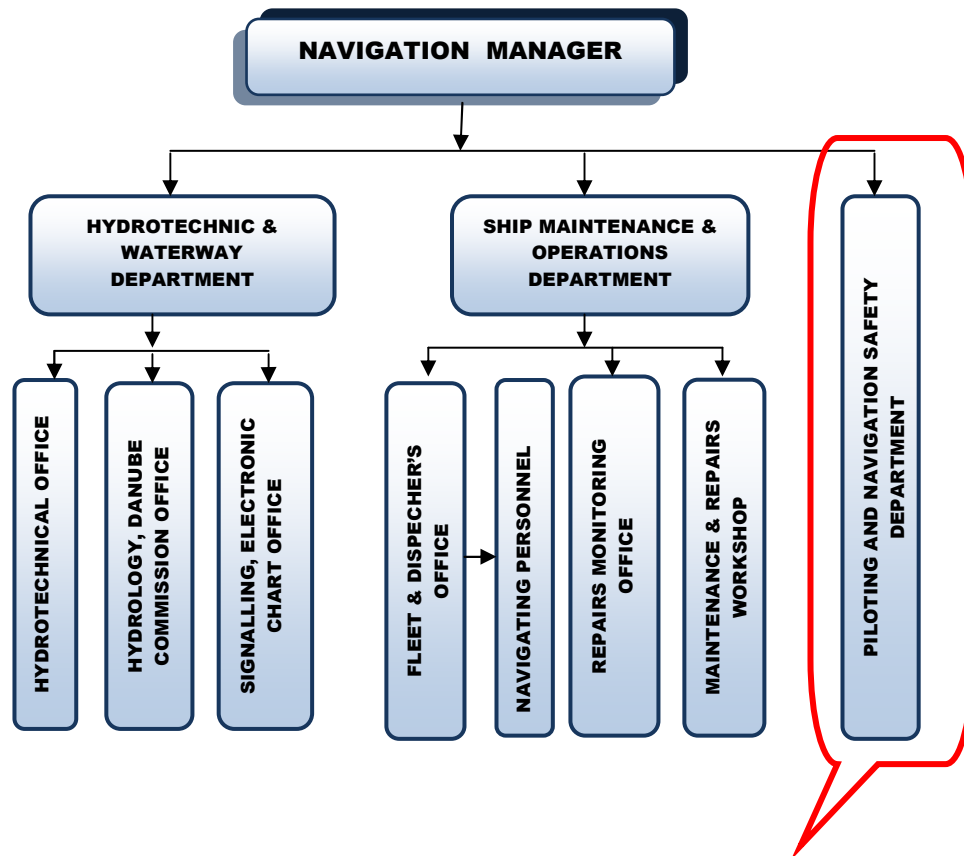 NAVIGATION MANAGER
HYDROTECHNIC &
WATERWAY
DEPARTMENT
SHIP MAINTENANCE &
OPERATIONS
DEPARTMENT
HYDROTECHNICAL OFFICE
HYDROLOGY, DANUBE
COMMISSION OFFICE
SIGNALLING, ELECTRONIC
CHART OFFICE
FLEET & DISPECHER'S
OFFICE
NAVIGATING PERSONNEL
REPAIRS MONITORING
OFFICE
MAINTENANCE & REPAIRS
WORKSHOP
PILOTING AND NAVIGATION SAFETY
DEPARTMENT